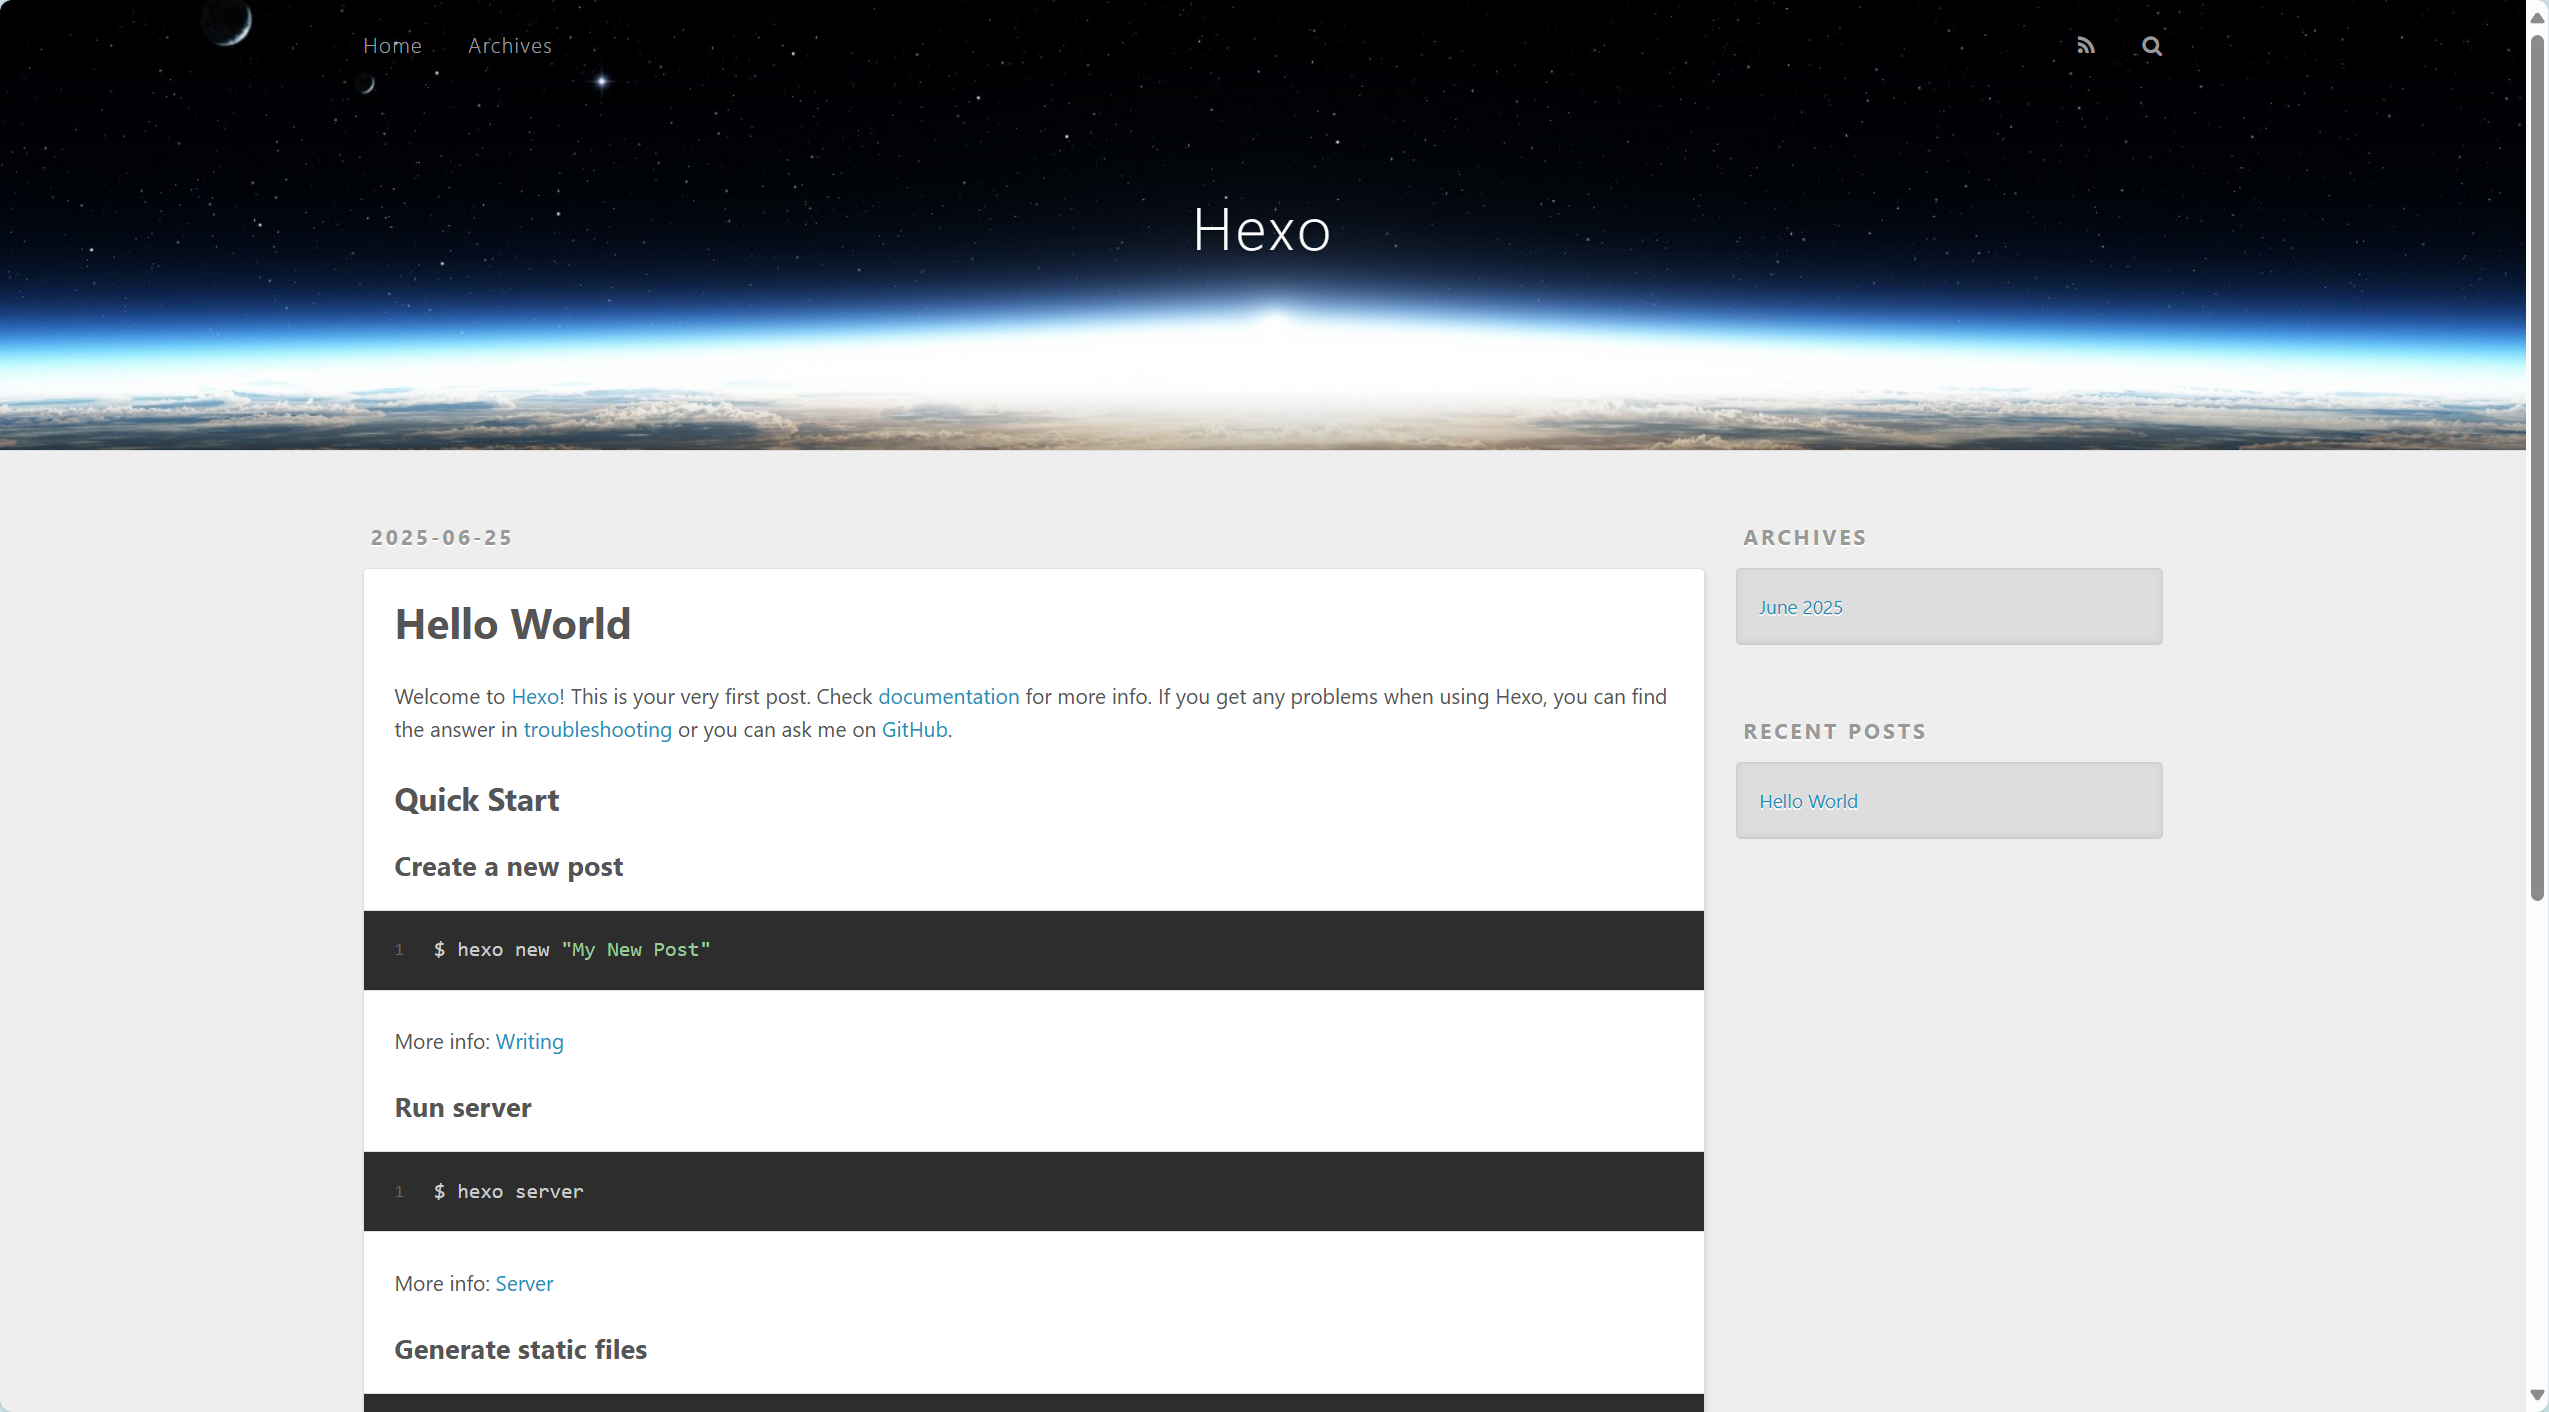 Home Archives
Hexo
2025-06-25
Hello World
Welcome to Hexo! This is your very first post. Check documentation for more info. If you get any problems when using Hexo, you can find
the answer in troubleshooting or you can ask me on GitHub.
Quick Start
Create a new post
1 $ hexo new "My New Post"
More info: Writing
Run server
1 $ hexo server
More info: Server
Generate static files
ARCHIVES
June 2025
RECENT POSTS
Hello World